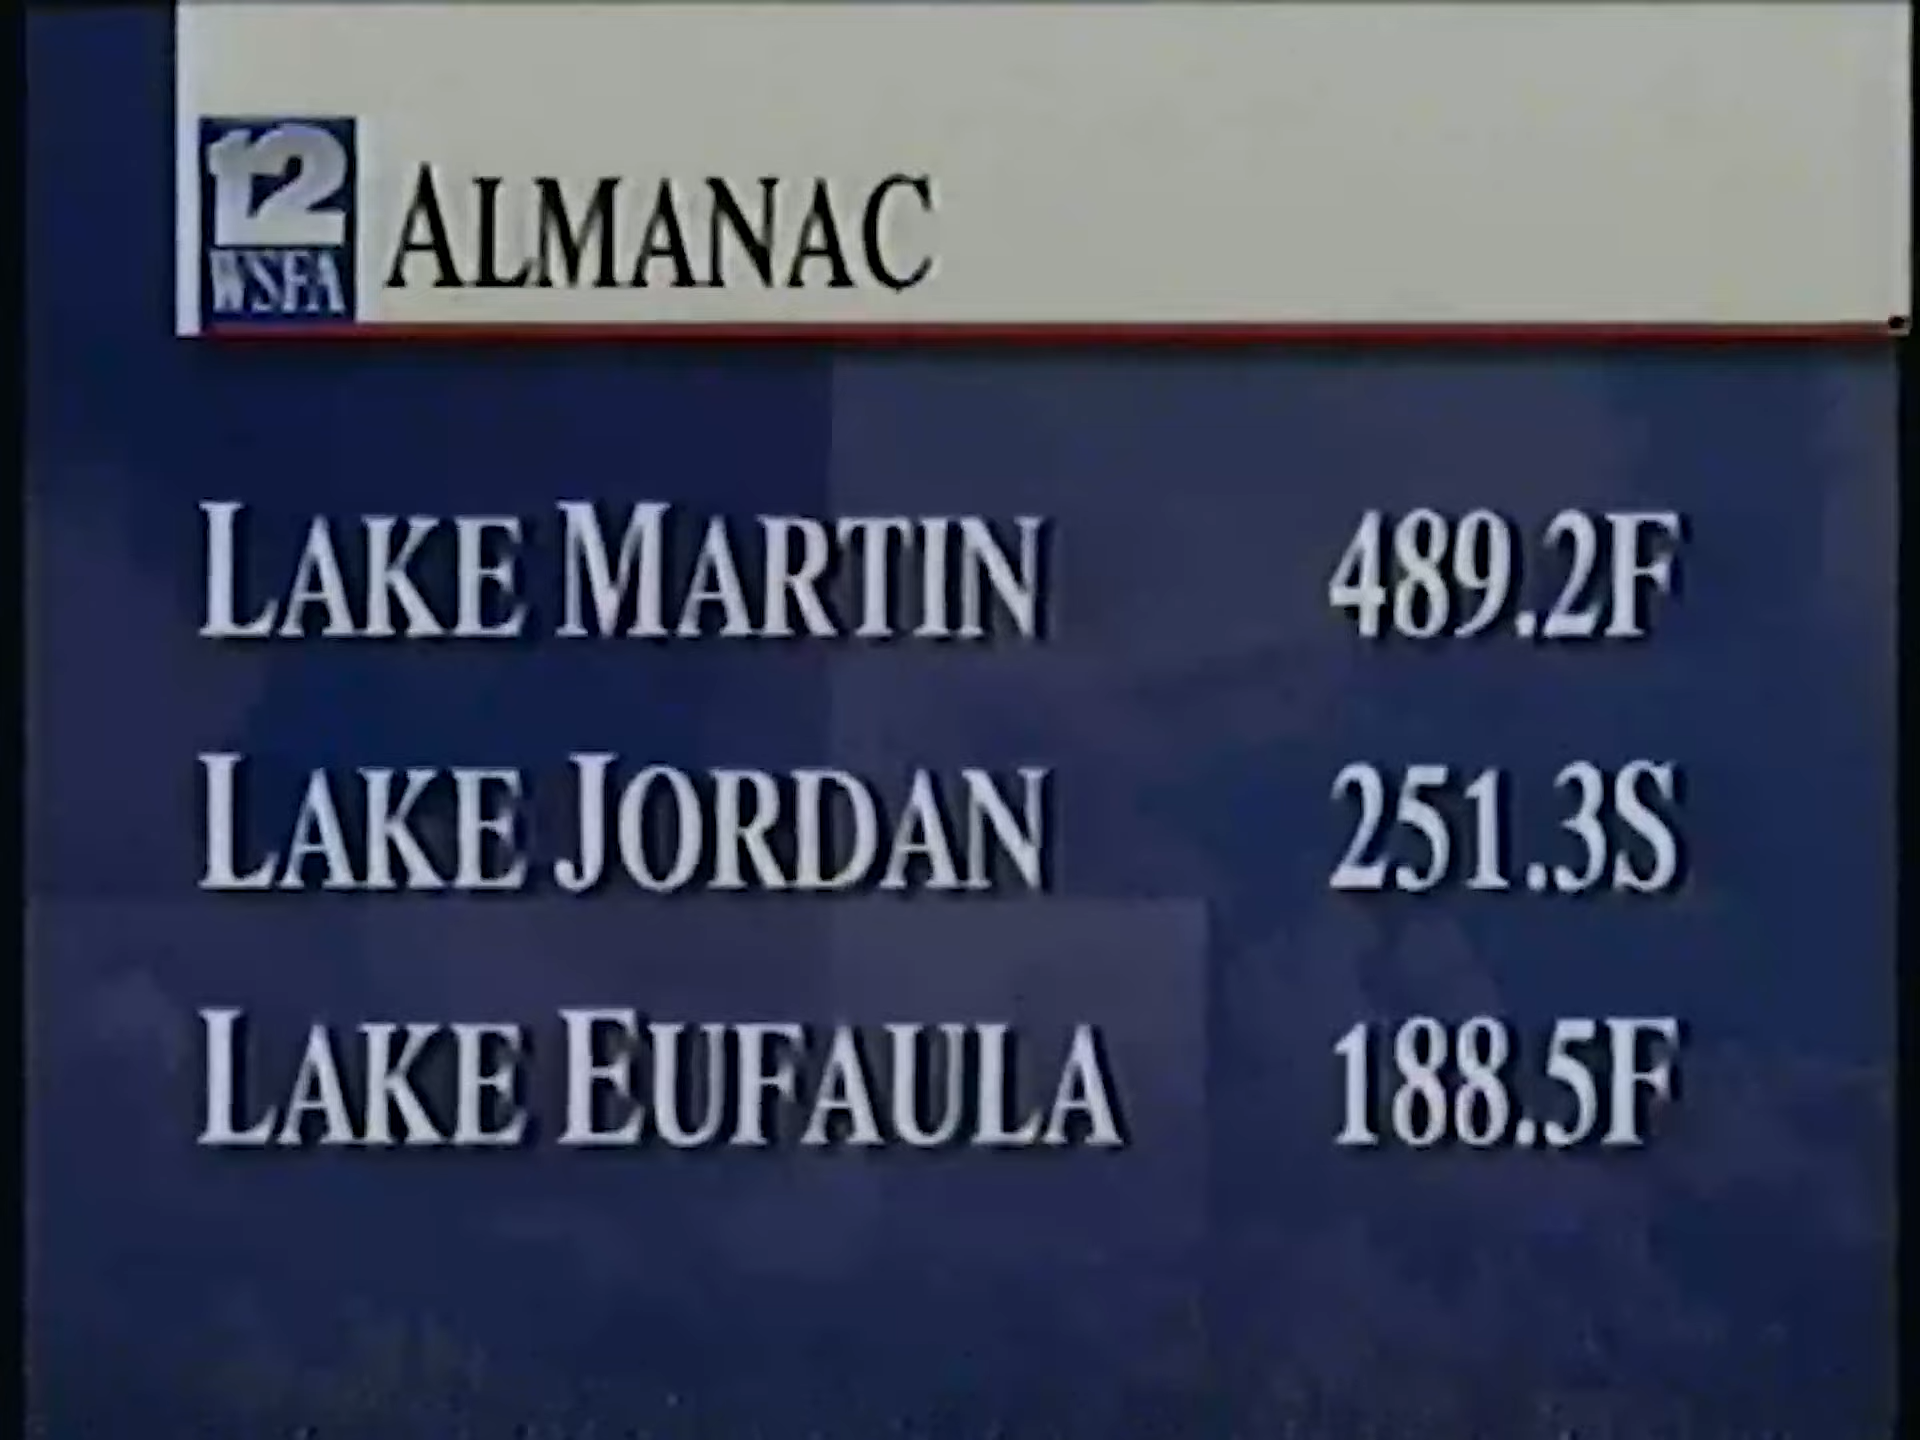 12
WSFA
ALMANAC
LAKE MARTIN 489.2F
LAKE JORDAN 251.3S
LAKE EUFAULA 188.5F